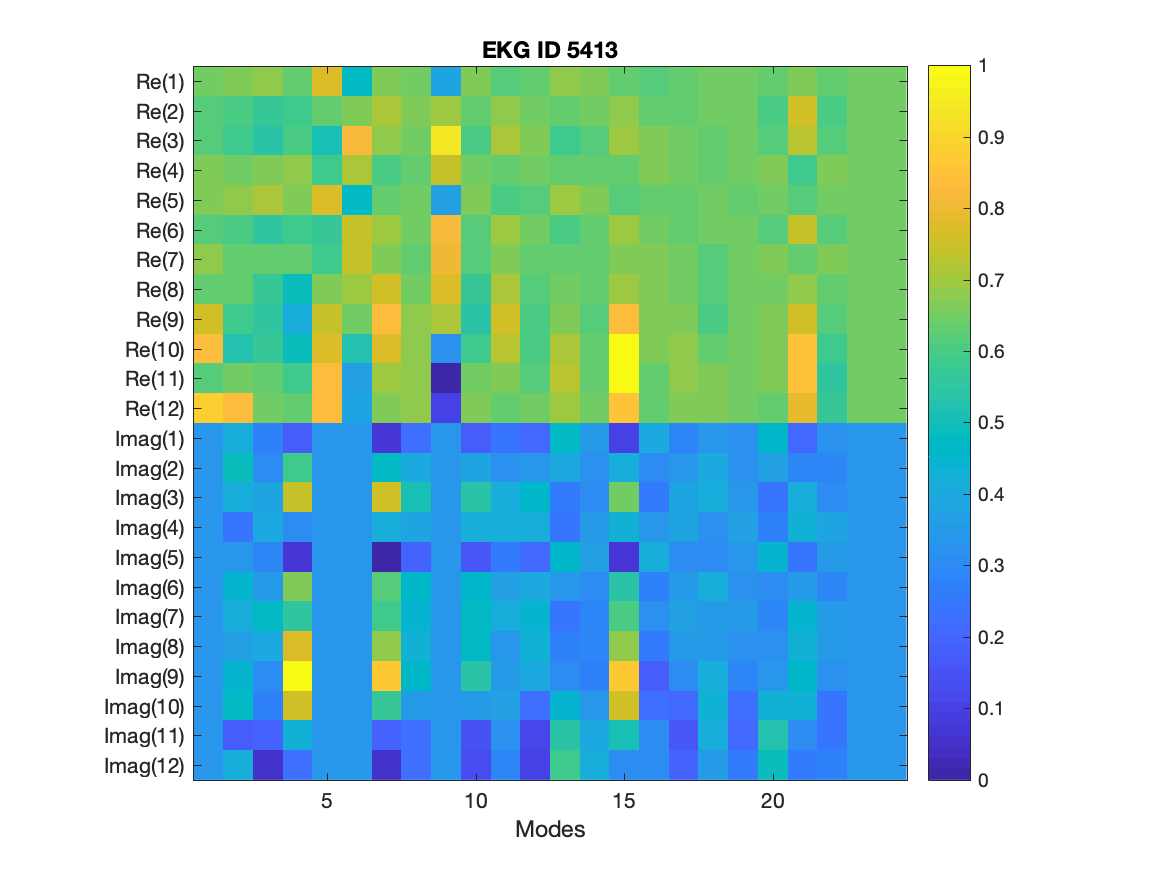 EKG ID 5413
Re(1)
Re(2)
Re(3)
Re(4)
Re(5)
Re(6)
Re(7)
Re(8)
Re(9)
Re(10)
Re(11)
Re(12)
Imag(1)
Imag(2)
Imag(3)
Imag(4)
Imag(5)
Imag(6)
Imag(7)
Imag(8)
Imag(9)
Imag(10)
Imag(11)
Imag(12)
5 10 15 20
Modes
1
0.9
0.8
0.7
0.6
0.5
0.4
0.3
0.2
0.1
0